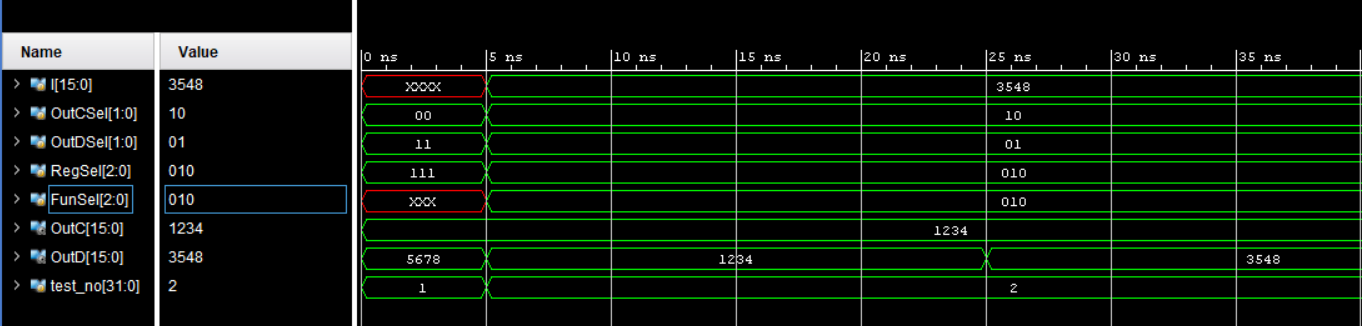 Name Value
0 ns 5 ns 10 ns 15 ns 20 ns 25 ns 30 ns 35 ns
I[15:0] 3548 XXXX 3548
OutCSel[1:0] 10 00 10
OutDSel[1:0] 01 11 01
RegSel[2:0] 010 111 010
FunSel[2:0] 010 XXX 010
OutC[15:0] 1234 1234
OutD[15:0] 3548 5678 1234 3548
test_no[31:0] 2 1 2